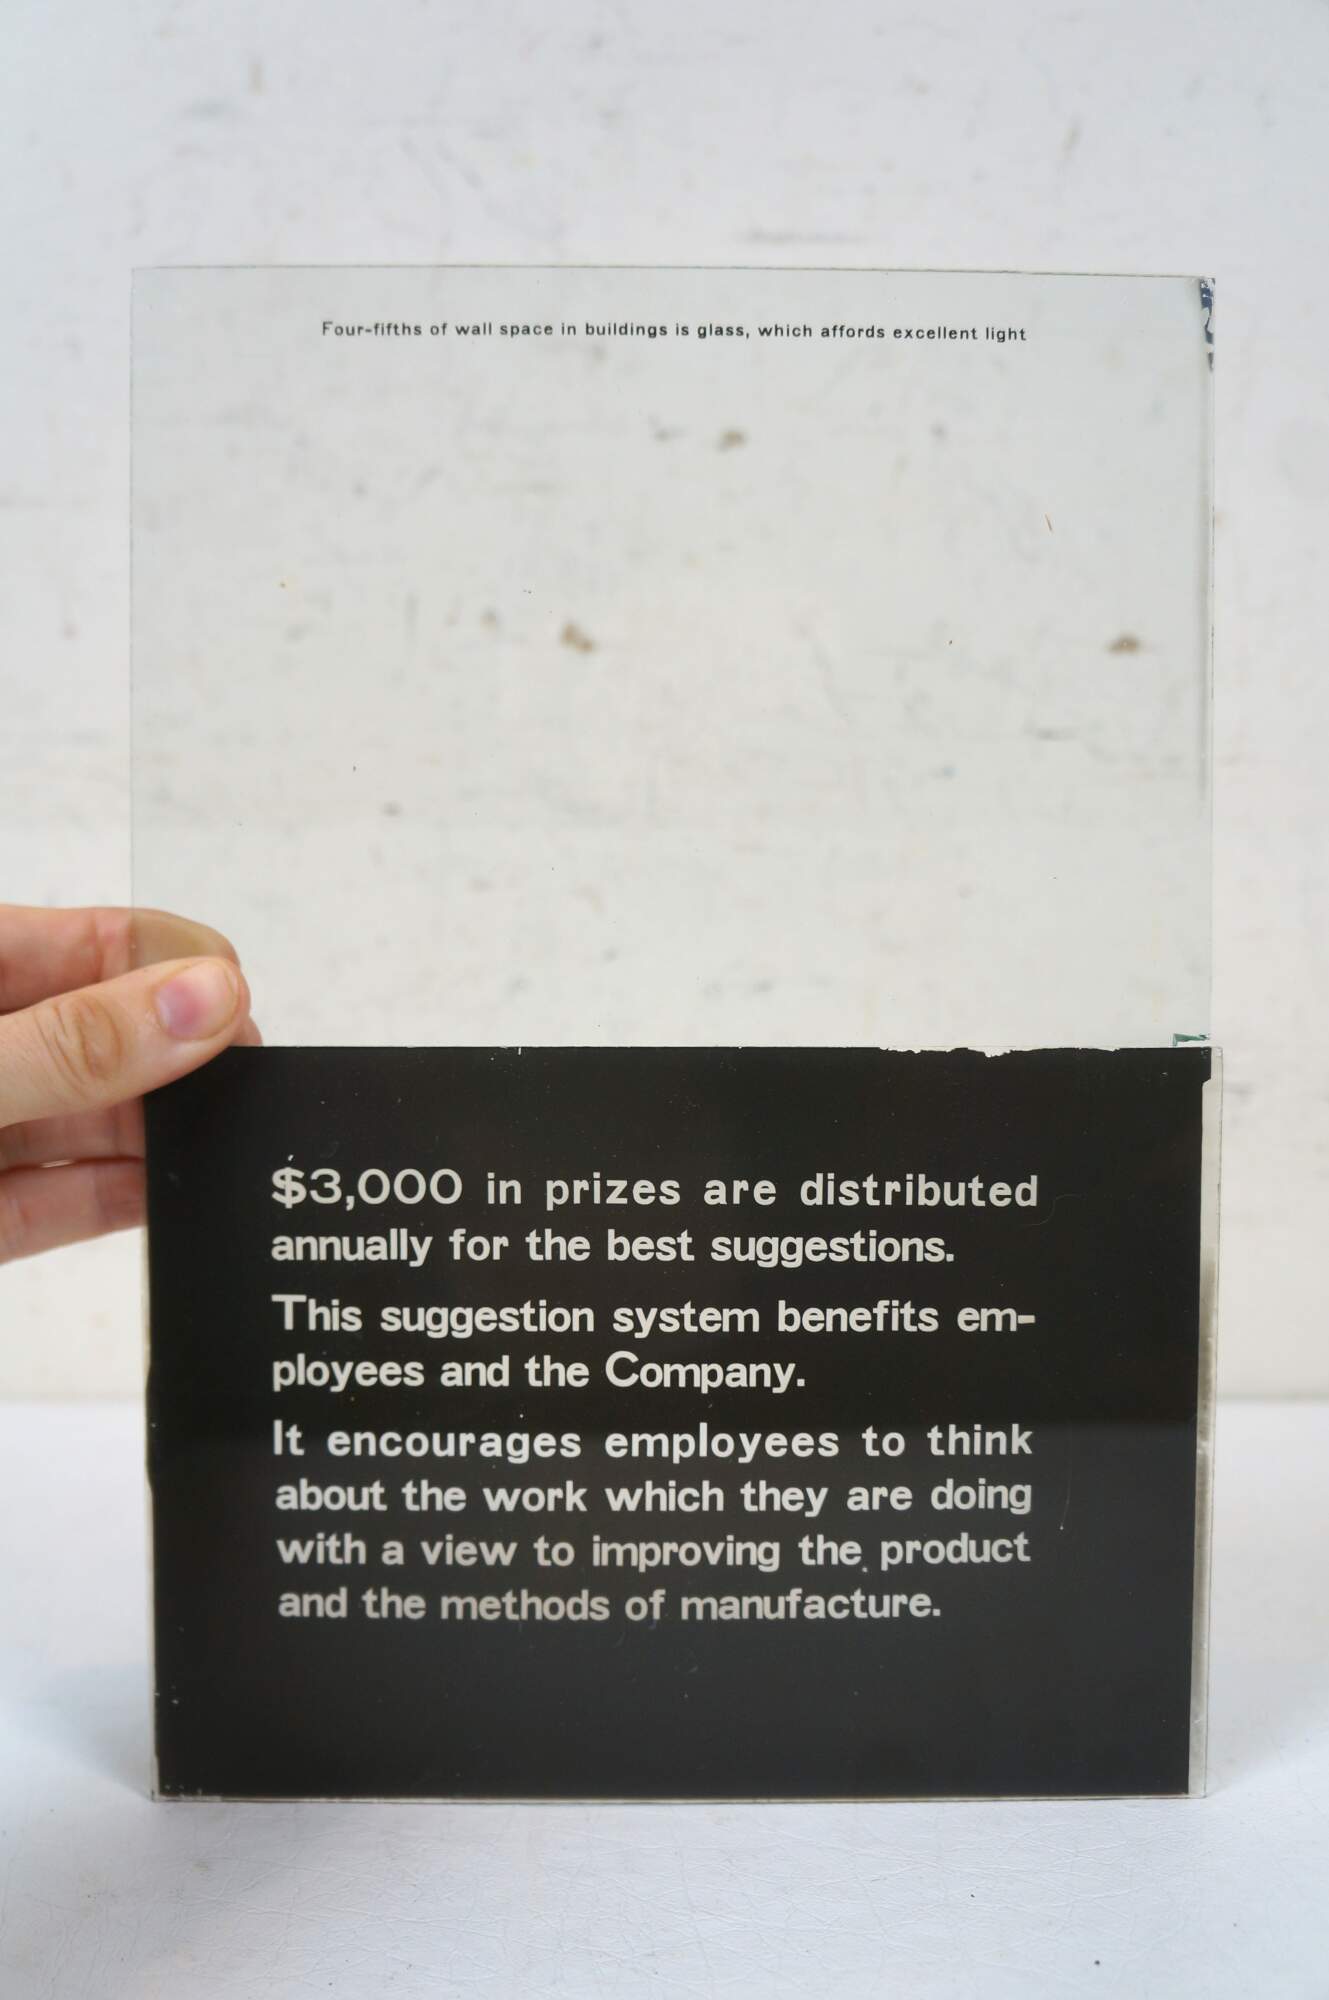 Four-fifths of wall space in buildings is glass, which affords excellent light
$3,000 in prizes are distributed
annually for the best suggestions.
This suggestion system benefits em-
ployees and the Company.
It encourages employees to think
about the work which they are doing
with a view to improving the product
and the methods of manufacture.